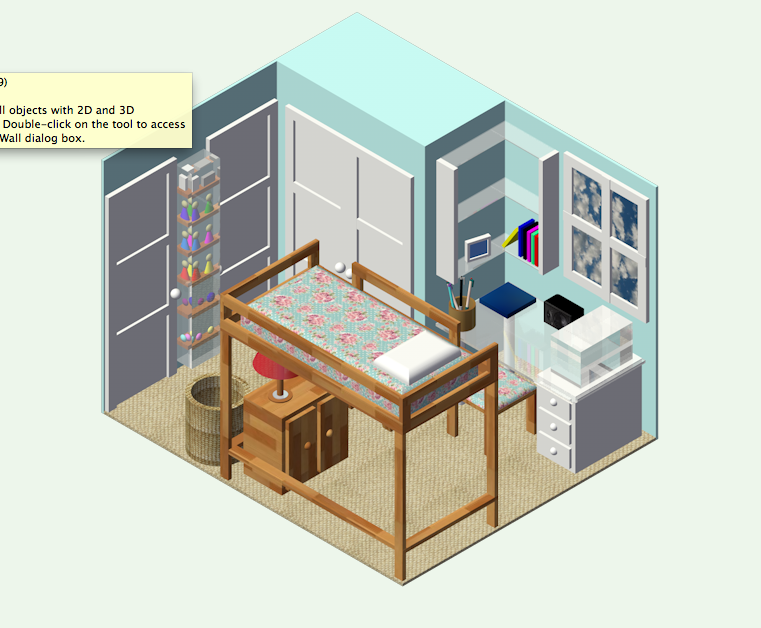 9)
ll objects with 2D and 3D
Double-click on the tool to access
Wall dialog box.